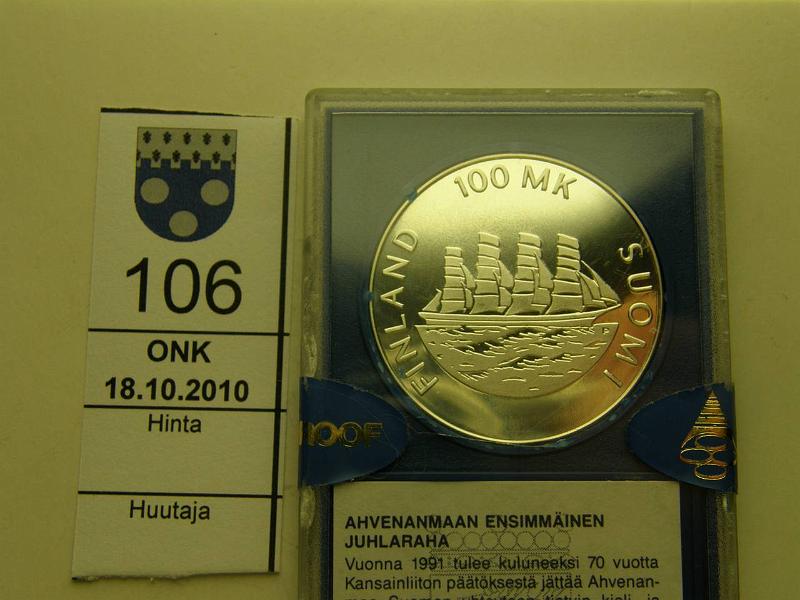 106
ONK
18.10.2010
Hinta
Huutaja
100 MK
FINLAND
SUOMI
P
AHVENANMAAN ENSIMMÄINEN
JUHLARAHA
Vuonna 1991 tulee kuluneeksi 70 vuotta
Kansainliiton päätöksestä jättää Ahvenan-